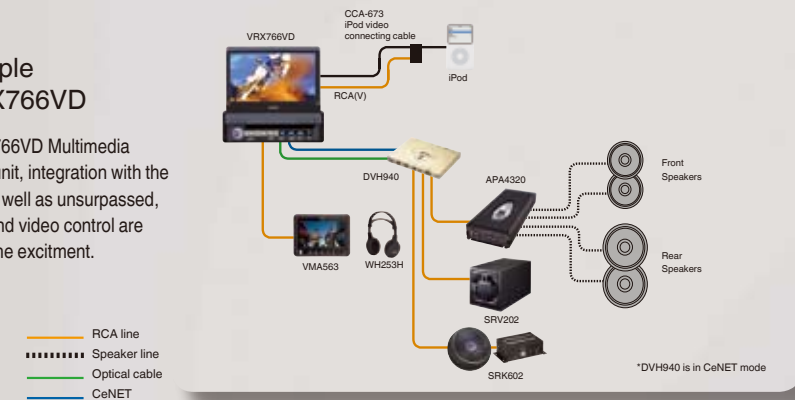 ple
X766VD
766VD Multimedia
unit, integration with the
well as unsurpassed,
nd video control are
he excitment.
RCA line
Speaker line
Optical cable
CeNET
VRX766VD
CCA-673
iPod video
connecting cable
iPod
RCA(V)
DVH940
VMA563
WH253H
APA4320
Front
Speakers
Rear
Speakers
SRV202
SRK602
*DVH940 is in CeNET mode